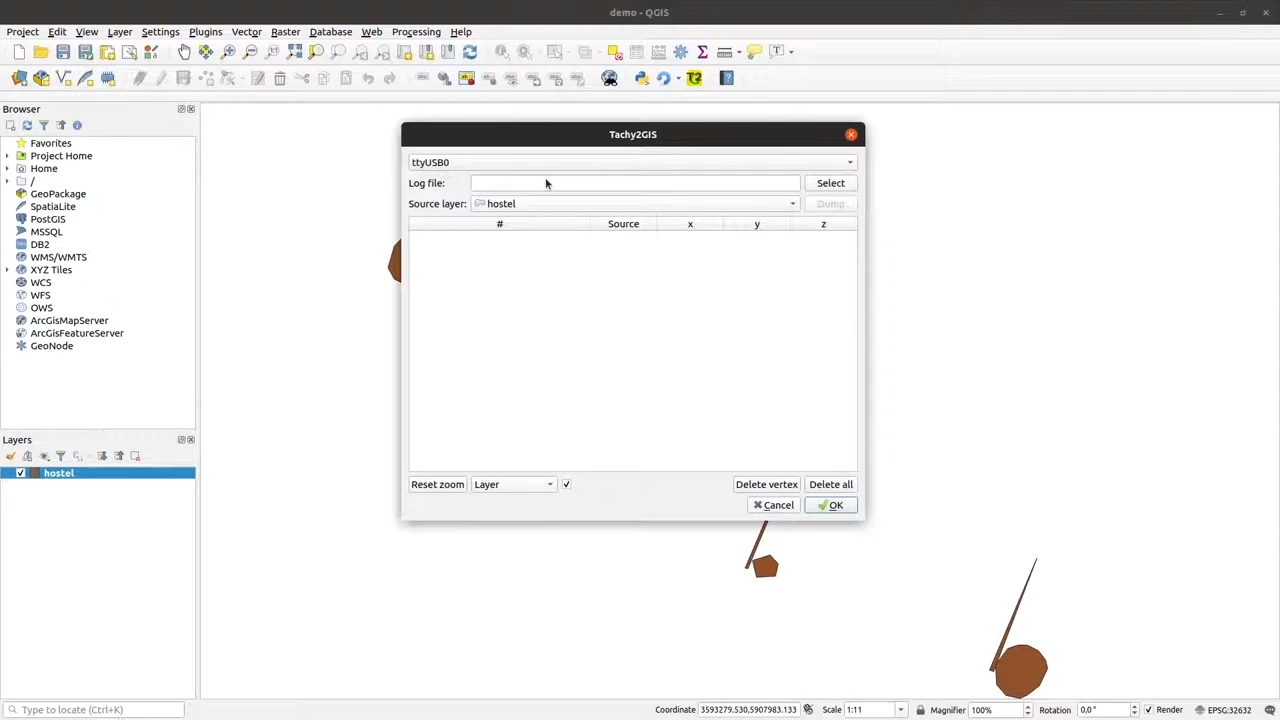 demo - QGIS
Project Edit View Layer Settings Plugins Vector Raster Database Web Processing Help
Browser
Favorites
Project Home
Home
/
GeoPackage
SpatiaLite
PostGIS
MSSQL
DB2
WMS/WMTS
XYZ Tiles
WCS
WFS
OWS
ArcGisMapServer
ArcGisFeatureServer
GeoNode
Layers
hostel
Tachy2GIS
ttyUSB0
Log file: Select
Source layer: hostel Dump
# Source x y z
Reset zoom Layer Delete vertex Delete all
Cancel OK
Type to locate (Ctrl+K) Coordinate 3593279.530,5907983.133 Scale 1:11 Magnifier 100% Rotation 0,0 ° Render EPSG:32632